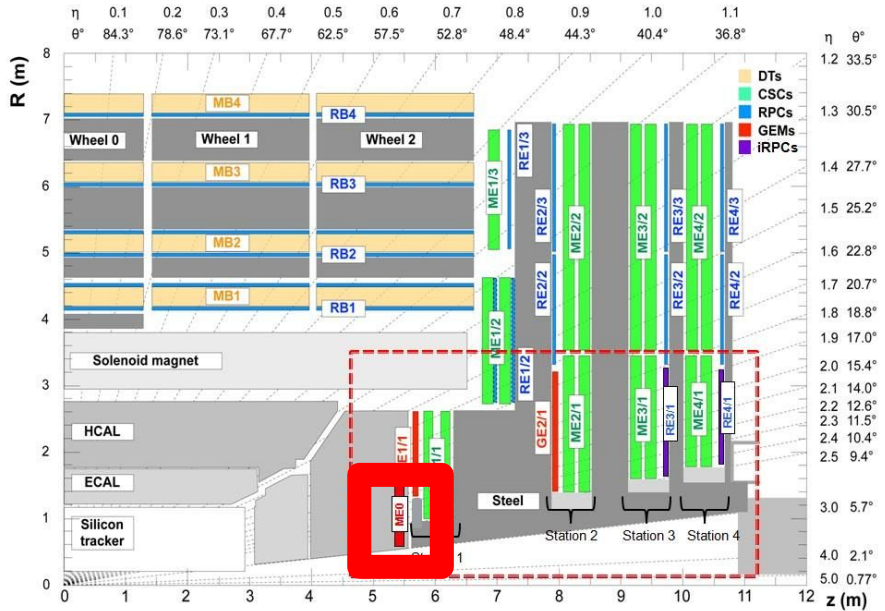 η 0.1 0.2 0.3 0.4 0.5 0.6 0.7 0.8 0.9 1.0 1.1
θ° 84.3° 78.6° 73.1° 67.7° 62.5° 57.5° 52.8° 48.4° 44.3° 40.4° 36.8° η θ°
R (m)
8
7
6
5
4
3
2
1
0
1.2 33.5°
1.3 30.5°
1.4 27.7°
1.5 25.2°
1.6 22.8°
1.7 20.7°
1.8 18.8°
1.9 17.0°
2.0 15.4°
2.1 14.0°
2.2 12.6°
2.3 11.5°
2.4 10.4°
2.5 9.4°
3.0 5.7°
4.0 2.1°
5.0 0.77°
DTs
CSCs
RPCs
GEMs
iRPCs
MB4
RB4
Wheel 0 Wheel 1 Wheel 2
MB3
RB3
MB2
RB2
MB1
RB1
Solenoid magnet
HCAL
ECAL
Silicon
tracker
Steel
ME0
ME1/3
RE1/3
ME1/2
RE1/2
RE2/3
RE2/2
ME2/2
GE2/1
ME2/1
ME3/2
ME3/1
RE3/3
RE3/2
RE3/1
ME4/2
ME4/1
RE4/3
RE4/2
RE4/1
E1/1
1/1
1
Station 2
Station 3
Station 4
0 1 2 3 4 5 6 7 8 9 10 11 12
z (m)